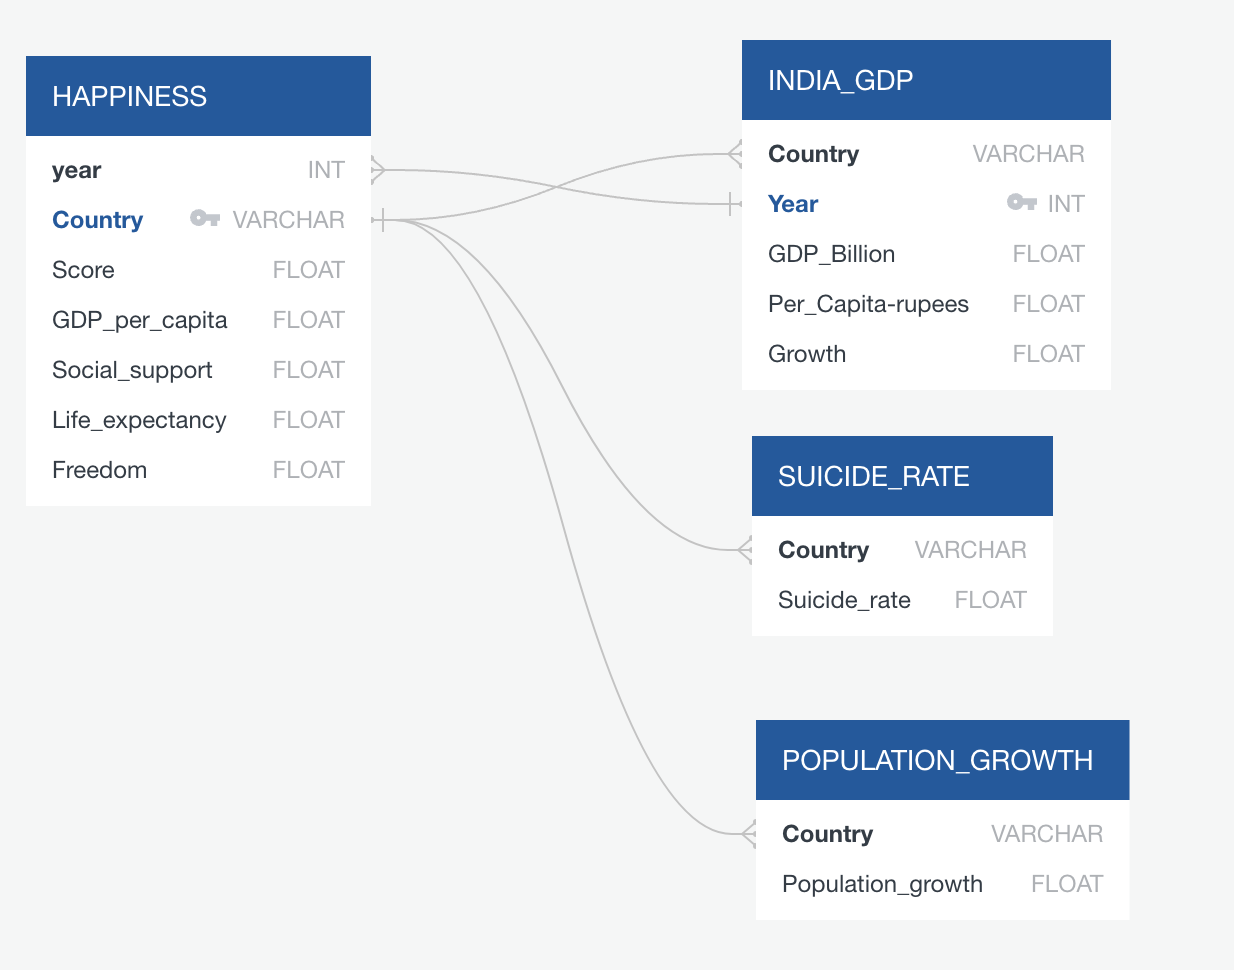 HAPPINESS
year INT
Country VARCHAR
Score FLOAT
GDP_per_capita FLOAT
Social_support FLOAT
Life_expectancy FLOAT
Freedom FLOAT
INDIA_GDP
Country VARCHAR
Year INT
GDP_Billion FLOAT
Per_Capita-rupees FLOAT
Growth FLOAT
SUICIDE_RATE
Country VARCHAR
Suicide_rate FLOAT
POPULATION_GROWTH
Country VARCHAR
Population_growth FLOAT